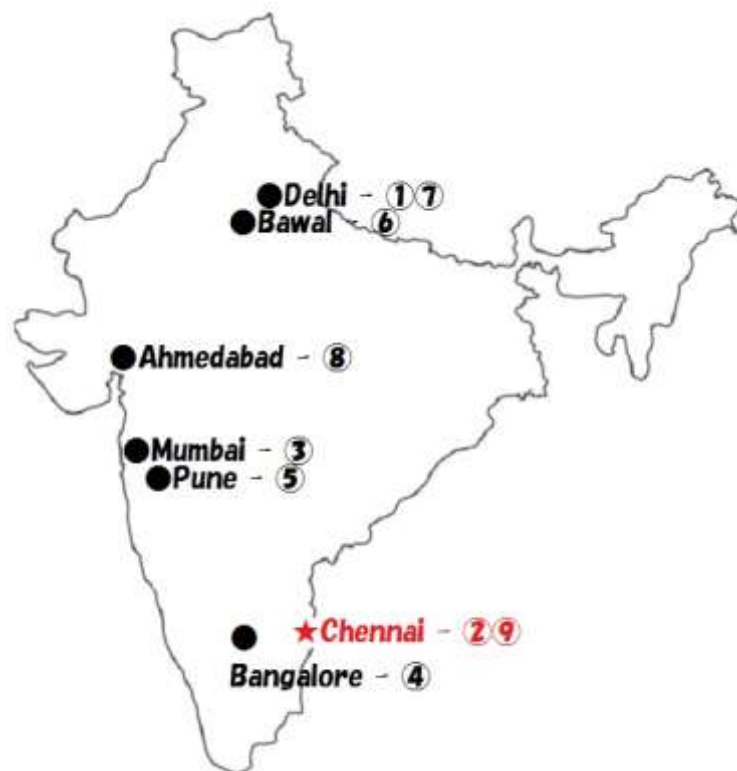 Delhi - ①⑦
Bawal - ⑥
Ahmedabad - ⑧
Mumbai - ③
Pune - ⑤
Chennai - ②⑨
Bangalore - ④